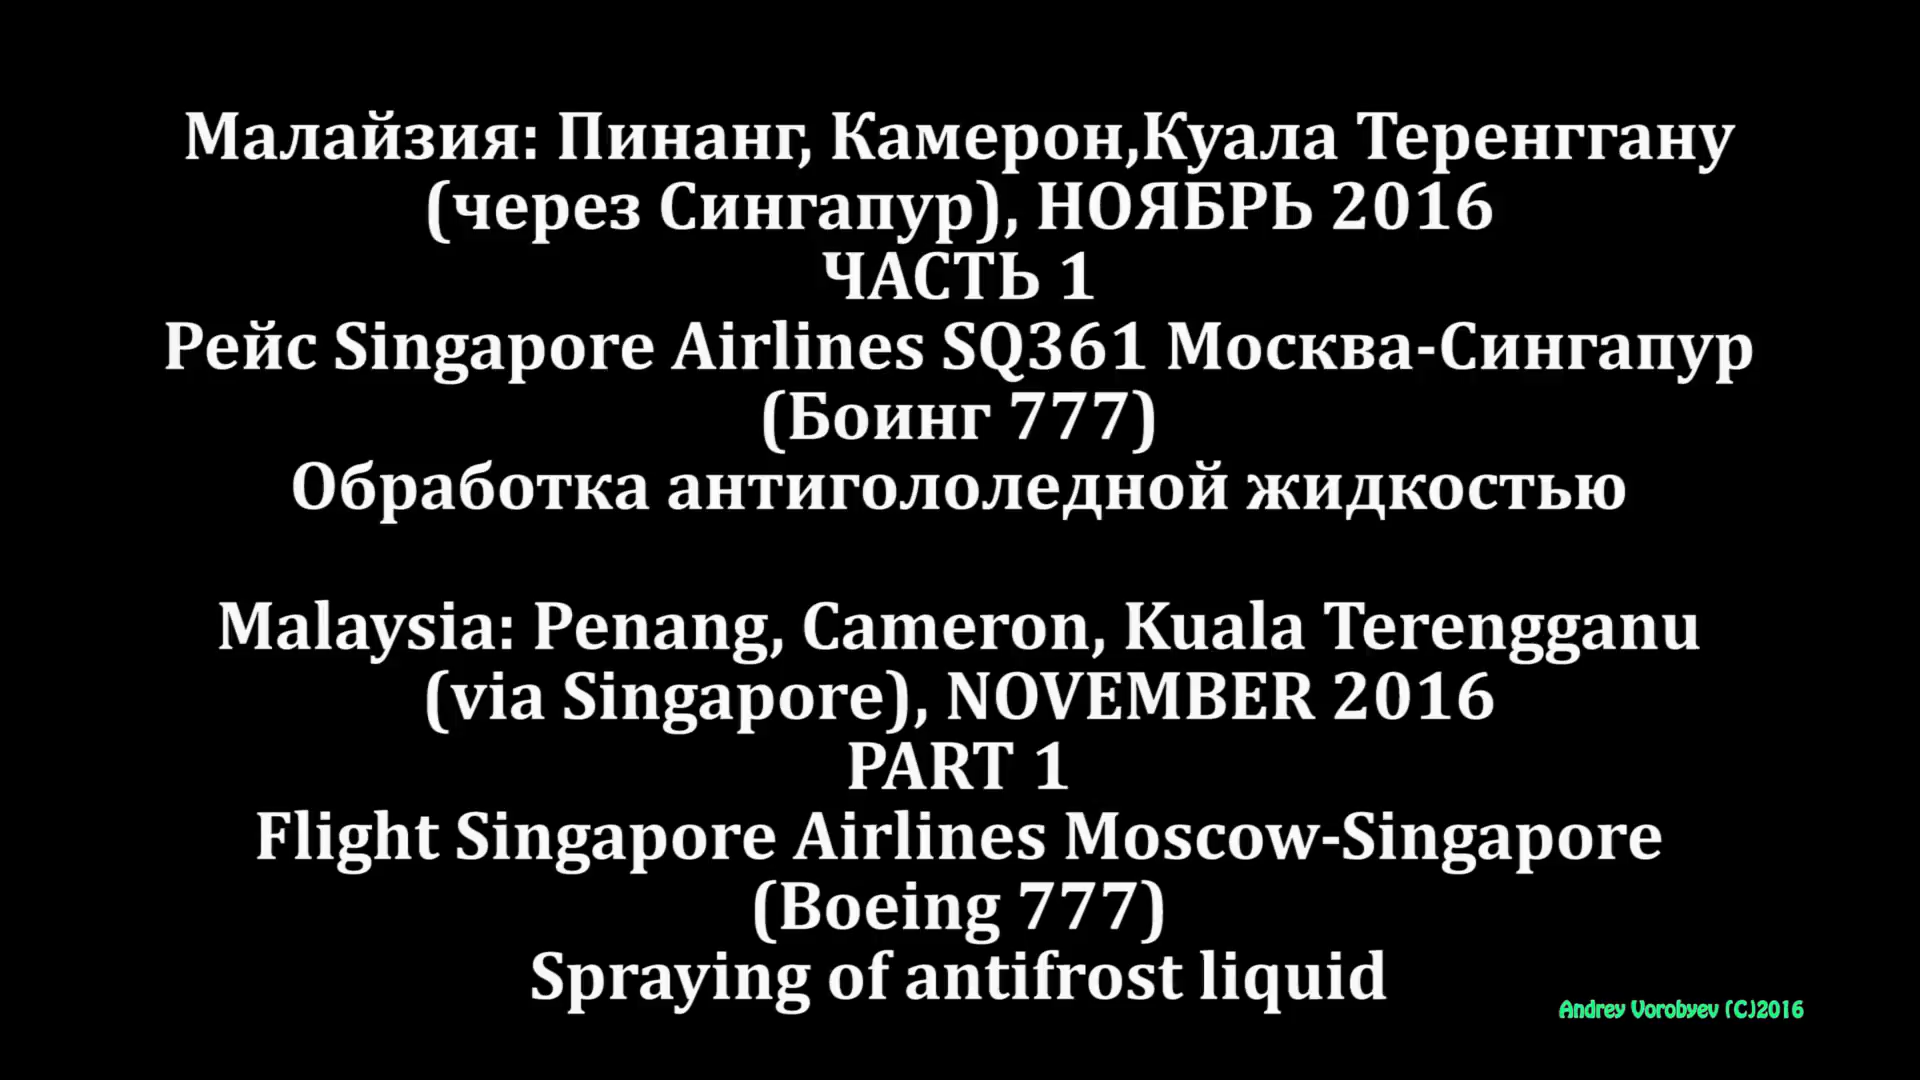 Малайзия: Пинанг, Камерон,Куала Теренггану
(через Сингапур), НОЯБРЬ 2016
ЧАСТЬ 1
Рейс Singapore Airlines SQ361 Москва-Сингапур
(Боинг 777)
Обработка антигололедной жидкостью
Malaysia: Penang, Cameron, Kuala Terengganu
(via Singapore), NOVEMBER 2016
PART 1
Flight Singapore Airlines Moscow-Singapore
(Boeing 777)
Spraying of antifrost liquid
Andrey Vorobyev (C)2016